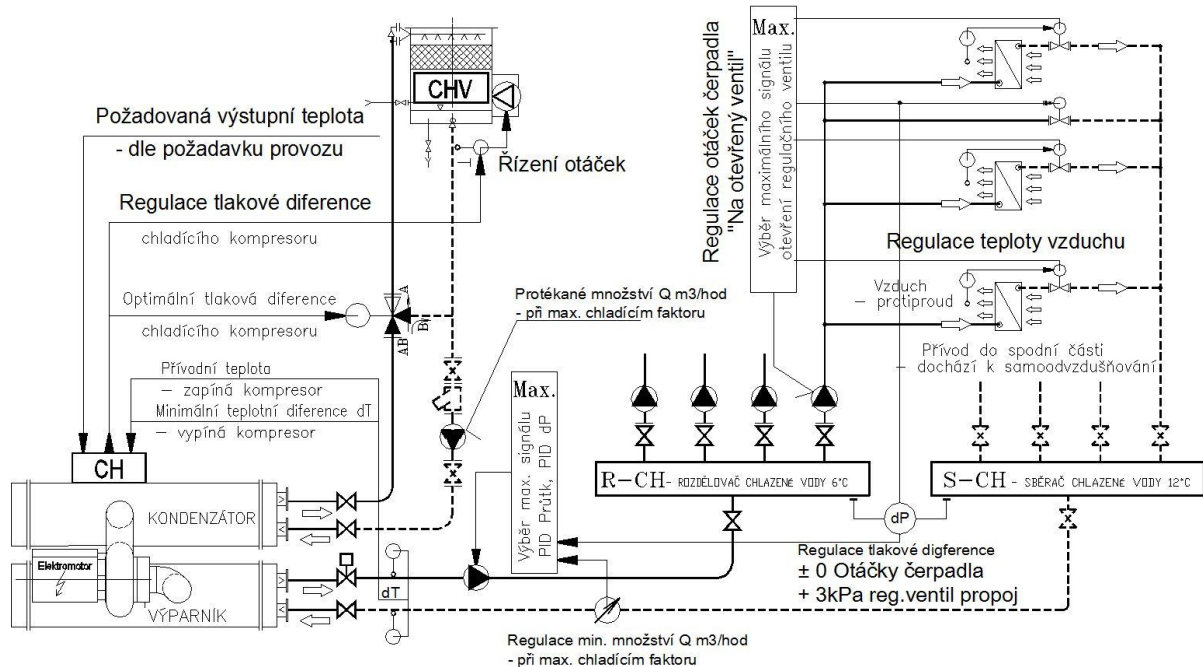 CHV
Požadovaná výstupní teplota
- dle požadavku provozu
Řízení otáček
Regulace tlakové diference
chladícího kompresoru
Optimální tlaková diference
chladícího kompresoru
A
B
AB
Přívodní teplota
– zapíná kompresor
Minimální teplotní diference dT
– vypíná kompresor
CH
KONDENZÁTOR
Elektromotor
VÝPARNÍK
dT
Protékané množství Q m3/hod
- při max. chladícím faktoru
Max.
Výběr max. signálu
PID Průtk, PID dP
Regulace min. množství Q m3/hod
- při max. chladícím faktoru
Regulace otáček čerpadla
"Na otevřený ventil"
Max.
Výběr maximálního signálu
otevření regulačního ventilu
Regulace teploty vzduchu
Vzduch
– protiproud
Přívod do spodní části
– dochází k samoodvzdušňování
R-CH- ROZDĚLOVAČ CHLAZENÉ VODY 6°C
S-CH - SBĚRAČ CHLAZENÉ VODY 12°C
dP
Regulace tlakové digference
± 0 Otáčky čerpadla
+ 3kPa reg.ventil propoj